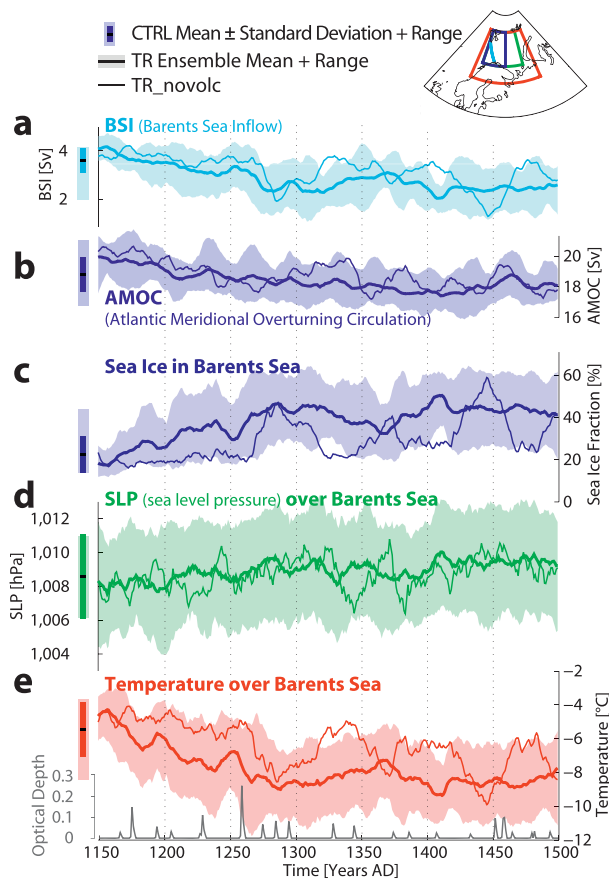 CTRL Mean ± Standard Deviation + Range
TR Ensemble Mean + Range
TR_novolc
a
BSI (Barents Sea Inflow)
4
2
BSI [Sv]
b
AMOC
(Atlantic Meridional Overturning Circulation)
20
18
16
AMOC [Sv]
c
Sea Ice in Barents Sea
60
40
20
0
Sea Ice Fraction [%]
d
SLP (sea level pressure) over Barents Sea
1,012
1,010
1,008
1,006
1,004
SLP [hPa]
e
Temperature over Barents Sea
−2
−4
−6
−8
−10
−12
Temperature [°C]
0.3
0.2
0.1
0
Optical Depth
1150 1200 1250 1300 1350 1400 1450 1500
Time [Years AD]